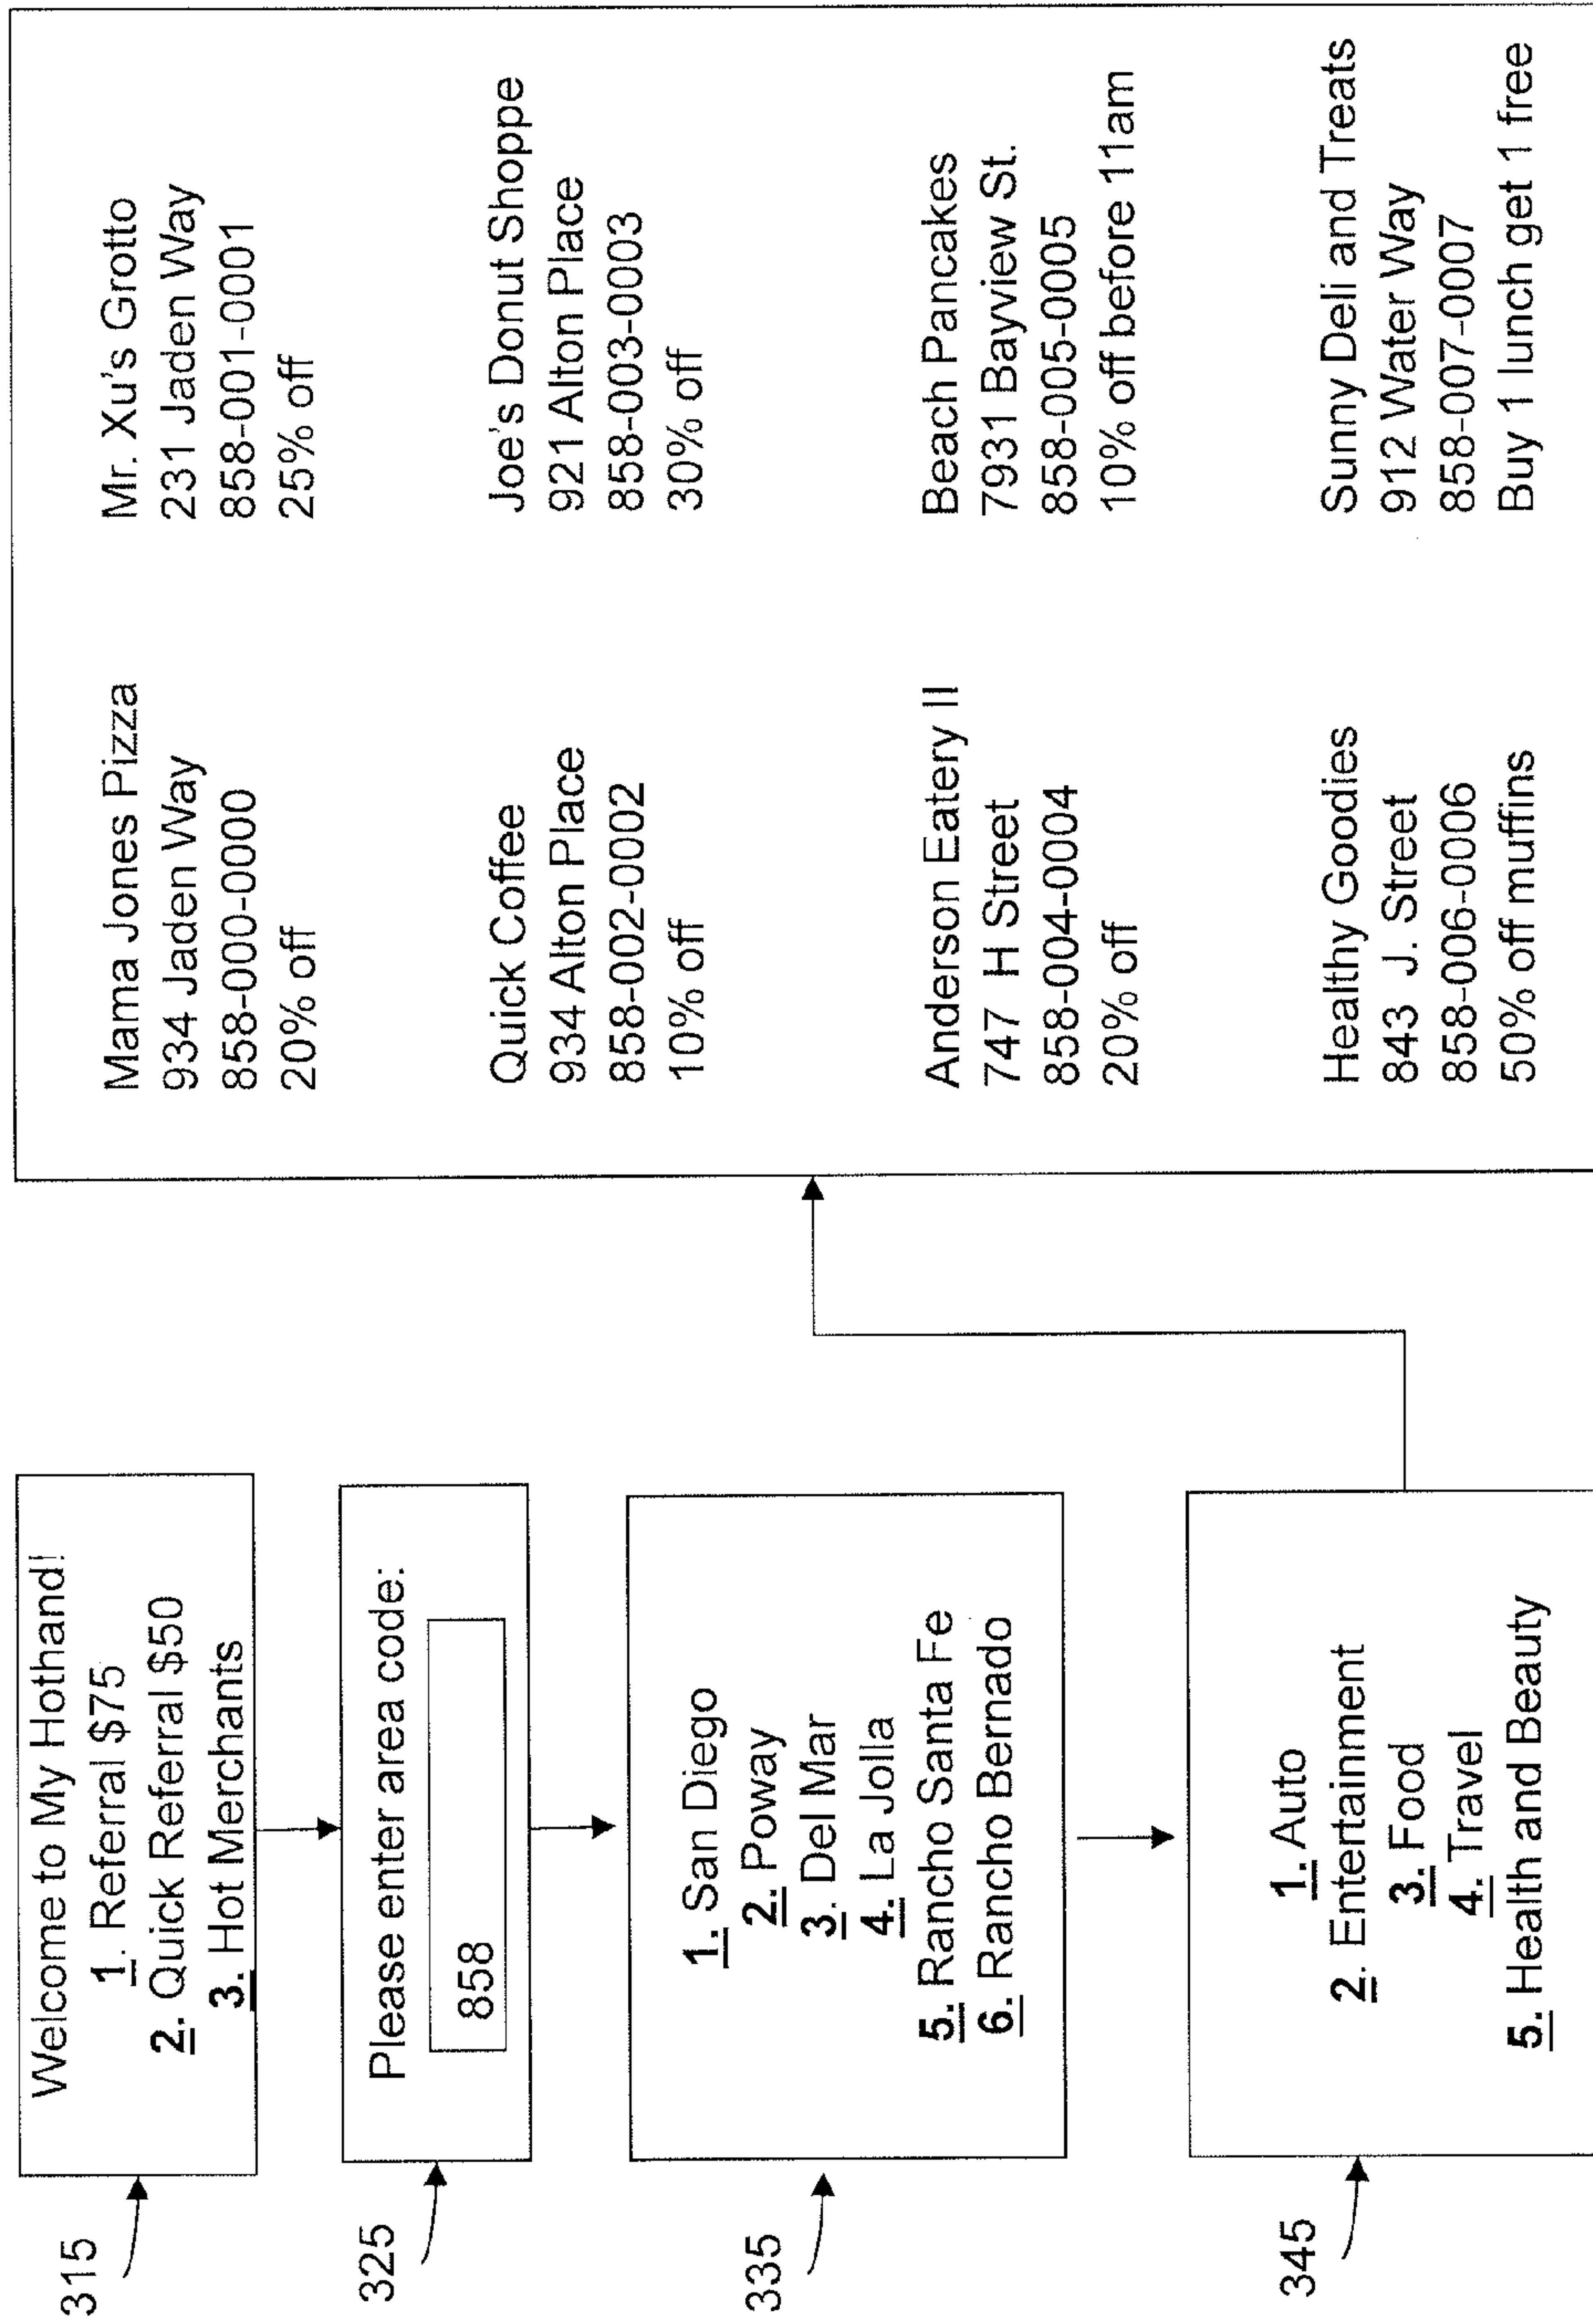 315
Welcome to My Hothand!
1. Referral $75
2. Quick Referral $50
3. Hot Merchants
325
Please enter area code:
858
335
1. San Diego
2. Poway
3. Del Mar
4. La Jolla
5. Rancho Santa Fe
6. Rancho Bernado
345
1. Auto
2. Entertainment
3. Food
4. Travel
5. Health and Beauty
Mama Jones Pizza
934 Jaden Way
858-000-0000
20% off
Mr. Xu's Grotto
231 Jaden Way
858-001-0001
25% off
Quick Coffee
934 Alton Place
858-002-0002
10% off
Joe's Donut Shoppe
921 Alton Place
858-003-0003
30% off
Anderson Eatery II
747 H Street
858-004-0004
20% off
Beach Pancakes
7931 Bayview St.
858-005-0005
10% off before 11am
Healthy Goodies
843 J. Street
858-006-0006
50% off muffins
Sunny Deli and Treats
912 Water Way
858-007-0007
Buy 1 lunch get 1 free